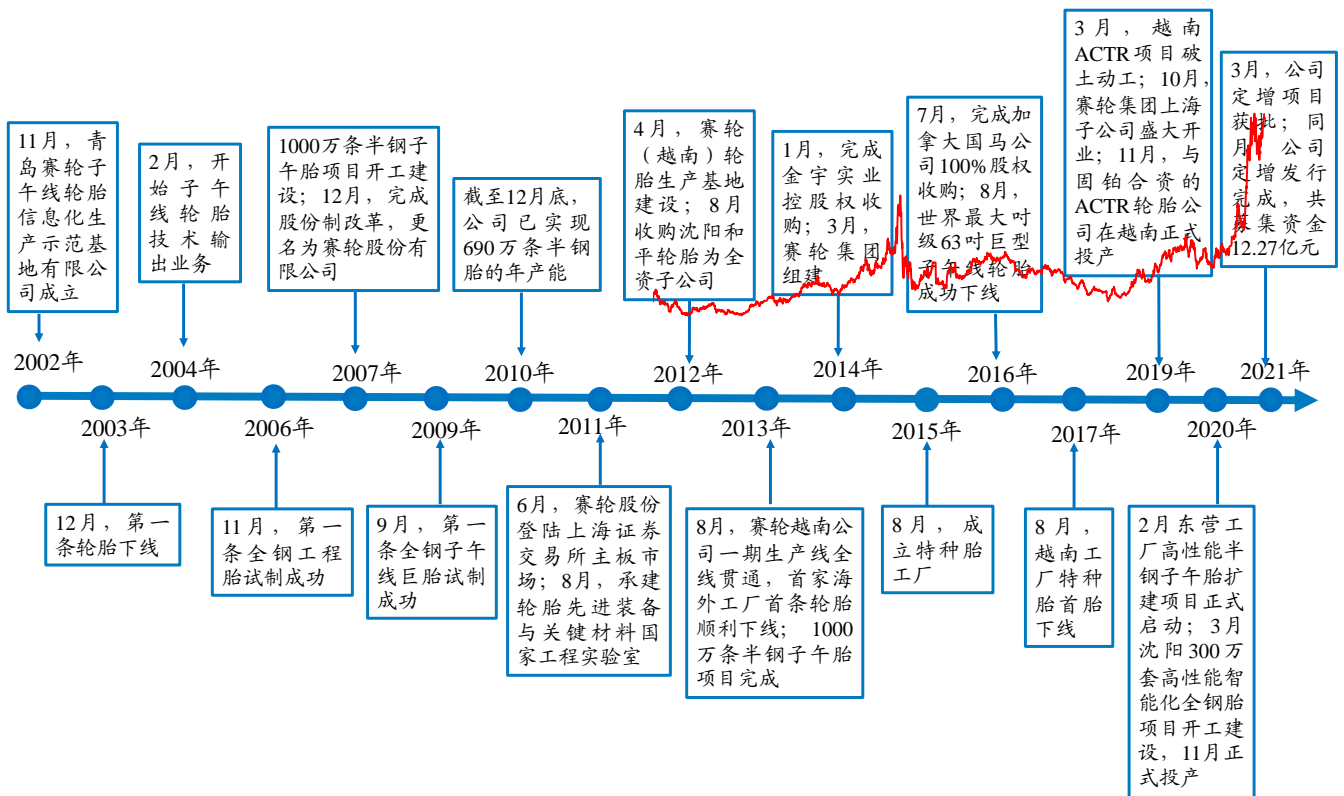 11月，青
岛赛轮子
午线轮胎
信息化生
产示范基
地有限公
司成立
2002年
12月，第一
条轮胎下线
2003年
2月，开
始子午
线轮胎
技术输
出业务
2004年
11月，第一
条全钢工程
胎试制成功
2006年
1000万条半钢子
午胎项目开工建
设；12月，完成
股份制改革，更
名为赛轮股份有
限公司
2007年
9月，第一
条全钢子午
线巨胎试制
成功
2009年
截至12月底，
公司已实现
690万条半钢
胎的年产能
2010年
6月，赛轮股份
登陆上海证券
交易所主板市
场；8月，承建
轮胎先进装备
与关键材料国
家工程实验室
2011年
4月，赛轮
（越南）轮
胎生产基地
建设；8月
收购沈阳和
平轮胎为全
资子公司
2012年
8月，赛轮越南公
司一期生产线全
线贯通，首家海
外工厂首条轮胎
顺利下线；1000
万条半钢子午胎
项目完成
2013年
1月，完成
金宇实业
控股权收
购；3月，
赛轮集团
组建
2014年
8月，成
立特种胎
工厂
2015年
7月，完成加
拿大国马公
司100%股权
收购；8月，
世界最大吋
级63吋巨型
子午线轮胎
成功下线
2016年
8月，
越南工
厂特种
胎首胎
下线
2017年
3月，越南
ACTR项目破
土动工；10月，
赛轮集团上海
子公司盛大开
业；11月，与
固铂合资的
ACTR轮胎公
司在越南正式
投产
2019年
2月东营工
厂高性能半
钢子午胎扩
建项目正式
启动；3月
沈阳300万
套高性能智
能化全钢胎
项目开工建
设，11月正
式投产
2020年
3月，公司
定增项目
获批；同
月，公司
定增发行
完成，共
募集资金
12.27亿元
2021年